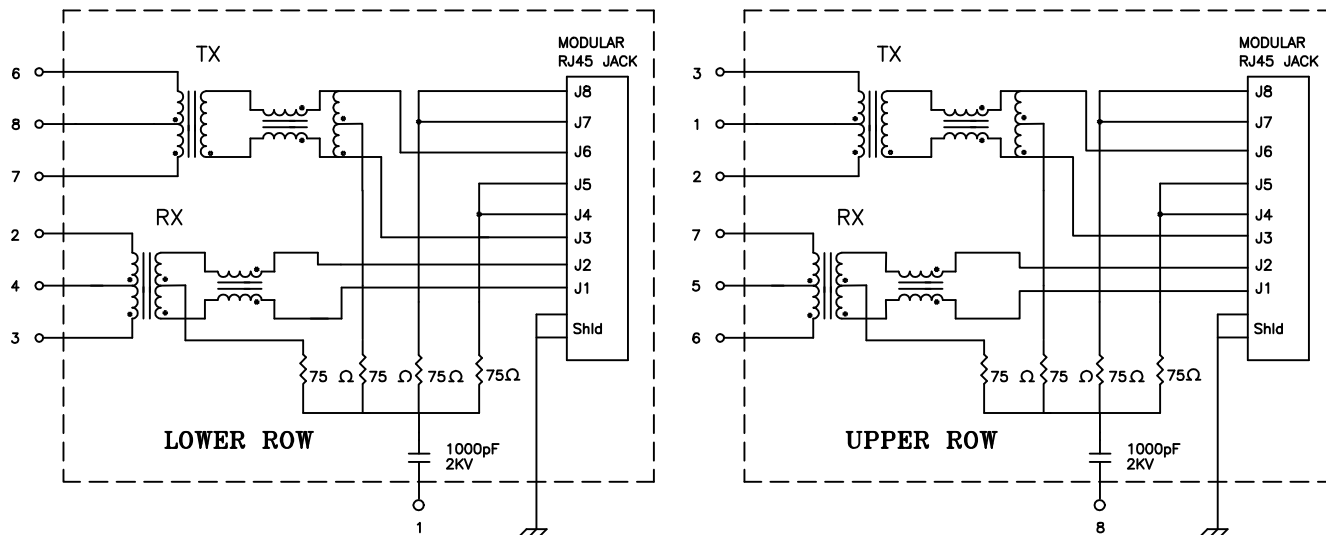 MODULAR
RJ45 JACK
TX
6
8
7
RX
2
4
3
J8
J7
J6
J5
J4
J3
J2
J1
Shld
75 Ω 75 Ω 75Ω 75Ω
LOWER ROW
1000pF
2KV
1
MODULAR
RJ45 JACK
TX
3
1
2
RX
7
5
6
J8
J7
J6
J5
J4
J3
J2
J1
Shld
75 Ω 75 Ω 75Ω 75Ω
UPPER ROW
1000pF
2KV
8